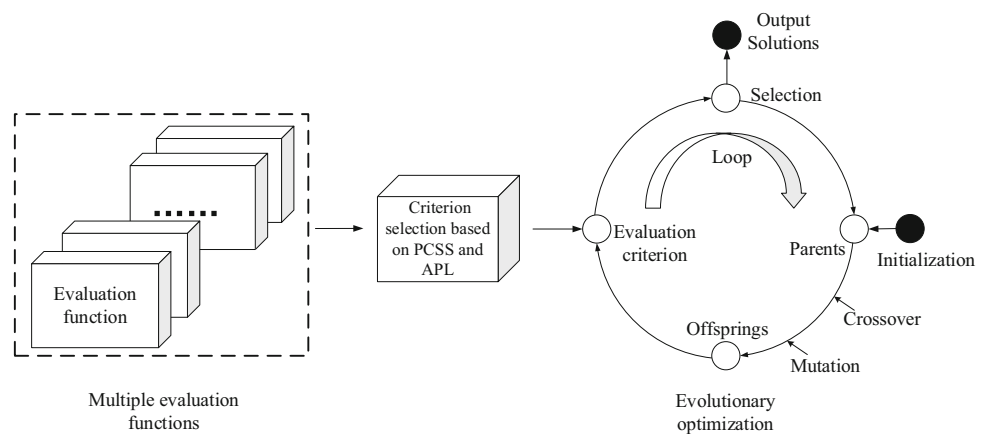 Output
Solutions
Selection
Loop
......
Criterion
selection based
on PCSS and
APL
Evaluation
criterion
Parents
Initialization
Evaluation
function
Offsprings
Crossover
Mutation
Multiple evaluation
functions
Evolutionary
optimization